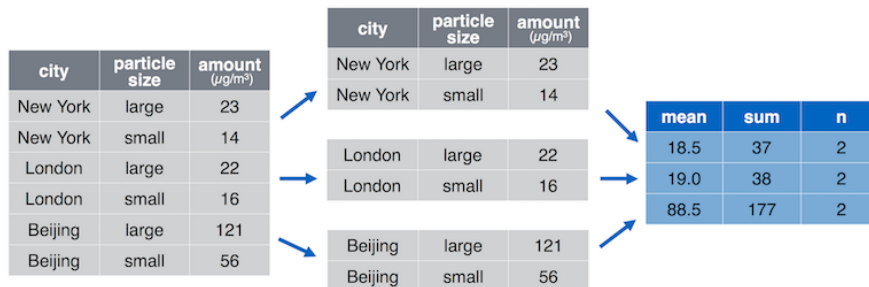 city particle size amount (µg/m³)
New York large 23
New York small 14
London large 22
London small 16
Beijing large 121
Beijing small 56
city particle size amount (µg/m³)
New York large 23
New York small 14
London large 22
London small 16
Beijing large 121
Beijing small 56
mean sum n
18.5 37 2
19.0 38 2
88.5 177 2